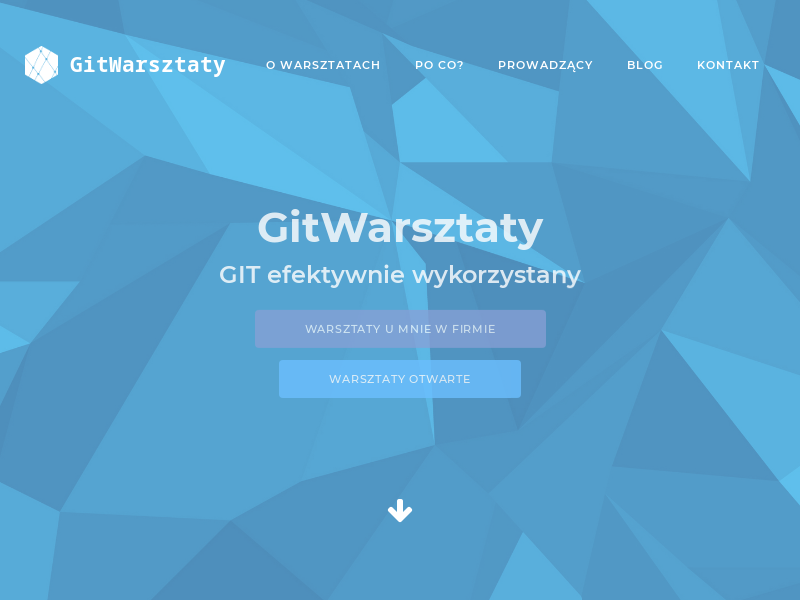 GitWarsztaty
O WARSZTATACH
PO CO?
PROWADZĄCY
BLOG
KONTAKT
GitWarsztaty
GIT efektywnie wykorzystany
WARSZTATY U MNIE W FIRMIE
WARSZTATY OTWARTE